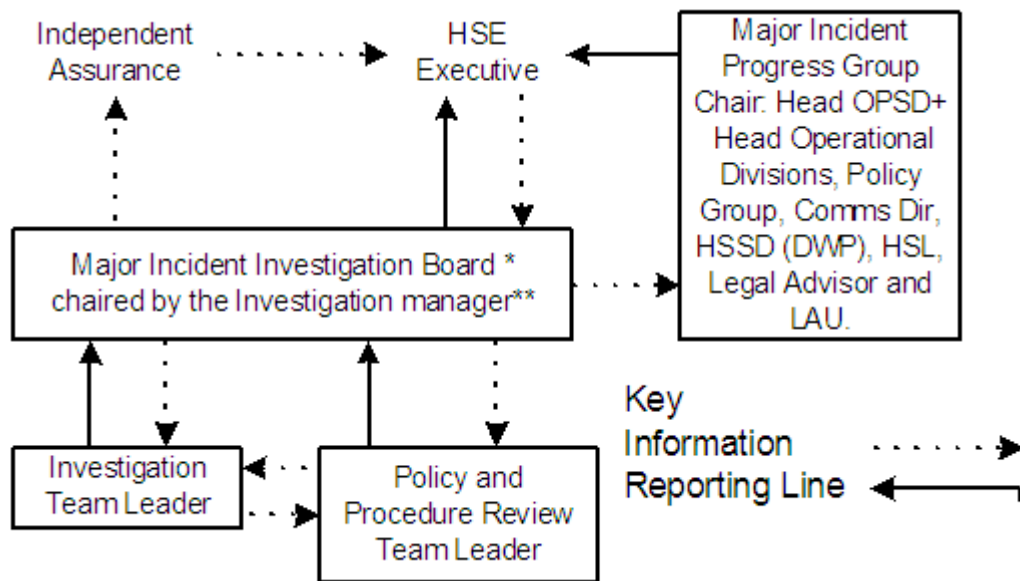 Independent
Assurance
HSE
Executive
Major Incident
Progress Group
Chair: Head OPSD+
Head Operational
Divisions, Policy
Group, Comms Dir,
HSSD (DWP), HSL,
Legal Advisor and
LAU.
Major Incident Investigation Board *
chaired by the Investigation manager**
Investigation
Team Leader
Policy and
Procedure Review
Team Leader
Key
Information
Reporting Line